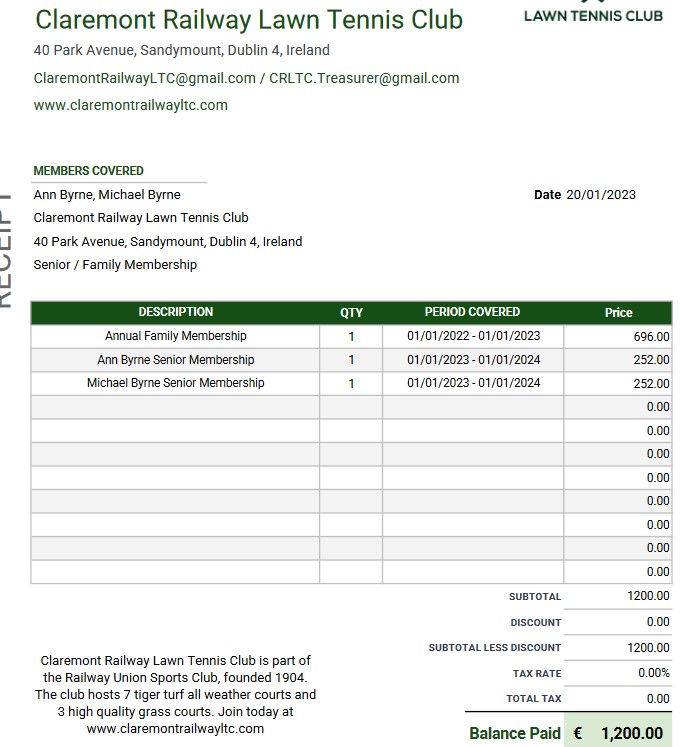 Claremont Railway Lawn Tennis Club
LAWN TENNIS CLUB
40 Park Avenue, Sandymount, Dublin 4, Ireland
ClaremontRailwayLTC@gmail.com / CRLTC.Treasurer@gmail.com
www.claremontrailwayltc.com
RECEIPT
MEMBERS COVERED
Ann Byrne, Michael Byrne
Date 20/01/2023
Claremont Railway Lawn Tennis Club
40 Park Avenue, Sandymount, Dublin 4, Ireland
Senior / Family Membership
DESCRIPTION QTY PERIOD COVERED Price
Annual Family Membership 1 01/01/2022 - 01/01/2023 696.00
Ann Byrne Senior Membership 1 01/01/2023 - 01/01/2024 252.00
Michael Byrne Senior Membership 1 01/01/2023 - 01/01/2024 252.00
0.00
0.00
0.00
0.00
0.00
0.00
0.00
0.00
SUBTOTAL 1200.00
DISCOUNT 0.00
SUBTOTAL LESS DISCOUNT 1200.00
TAX RATE 0.00%
TOTAL TAX 0.00
Balance Paid € 1,200.00
Claremont Railway Lawn Tennis Club is part of
the Railway Union Sports Club, founded 1904.
The club hosts 7 tiger turf all weather courts and
3 high quality grass courts. Join today at
www.claremontrailwayltc.com